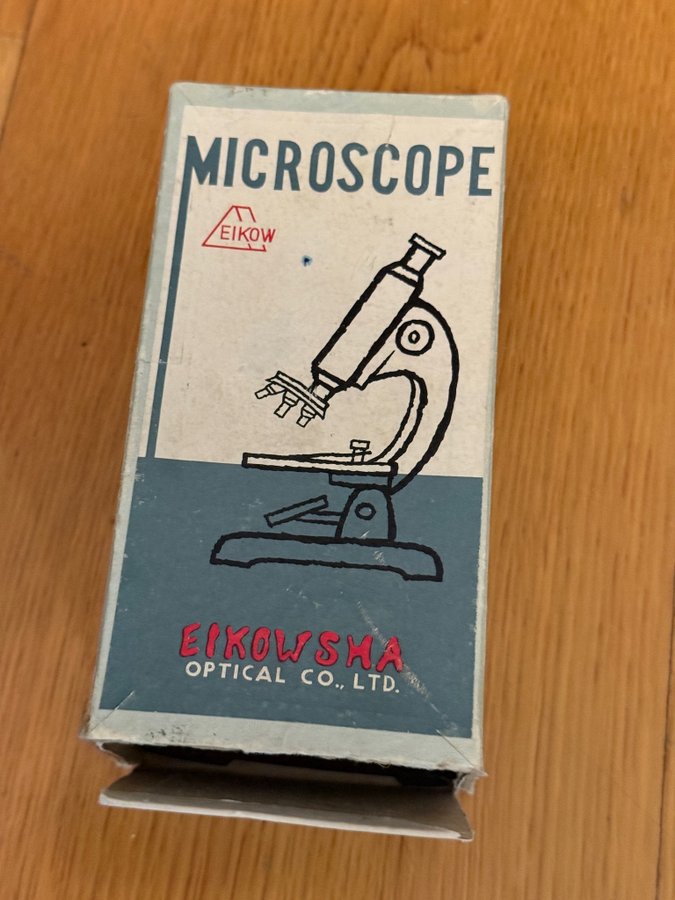 MICROSCOPE
EIKOW
EIKOWSHA
OPTICAL CO., LTD.